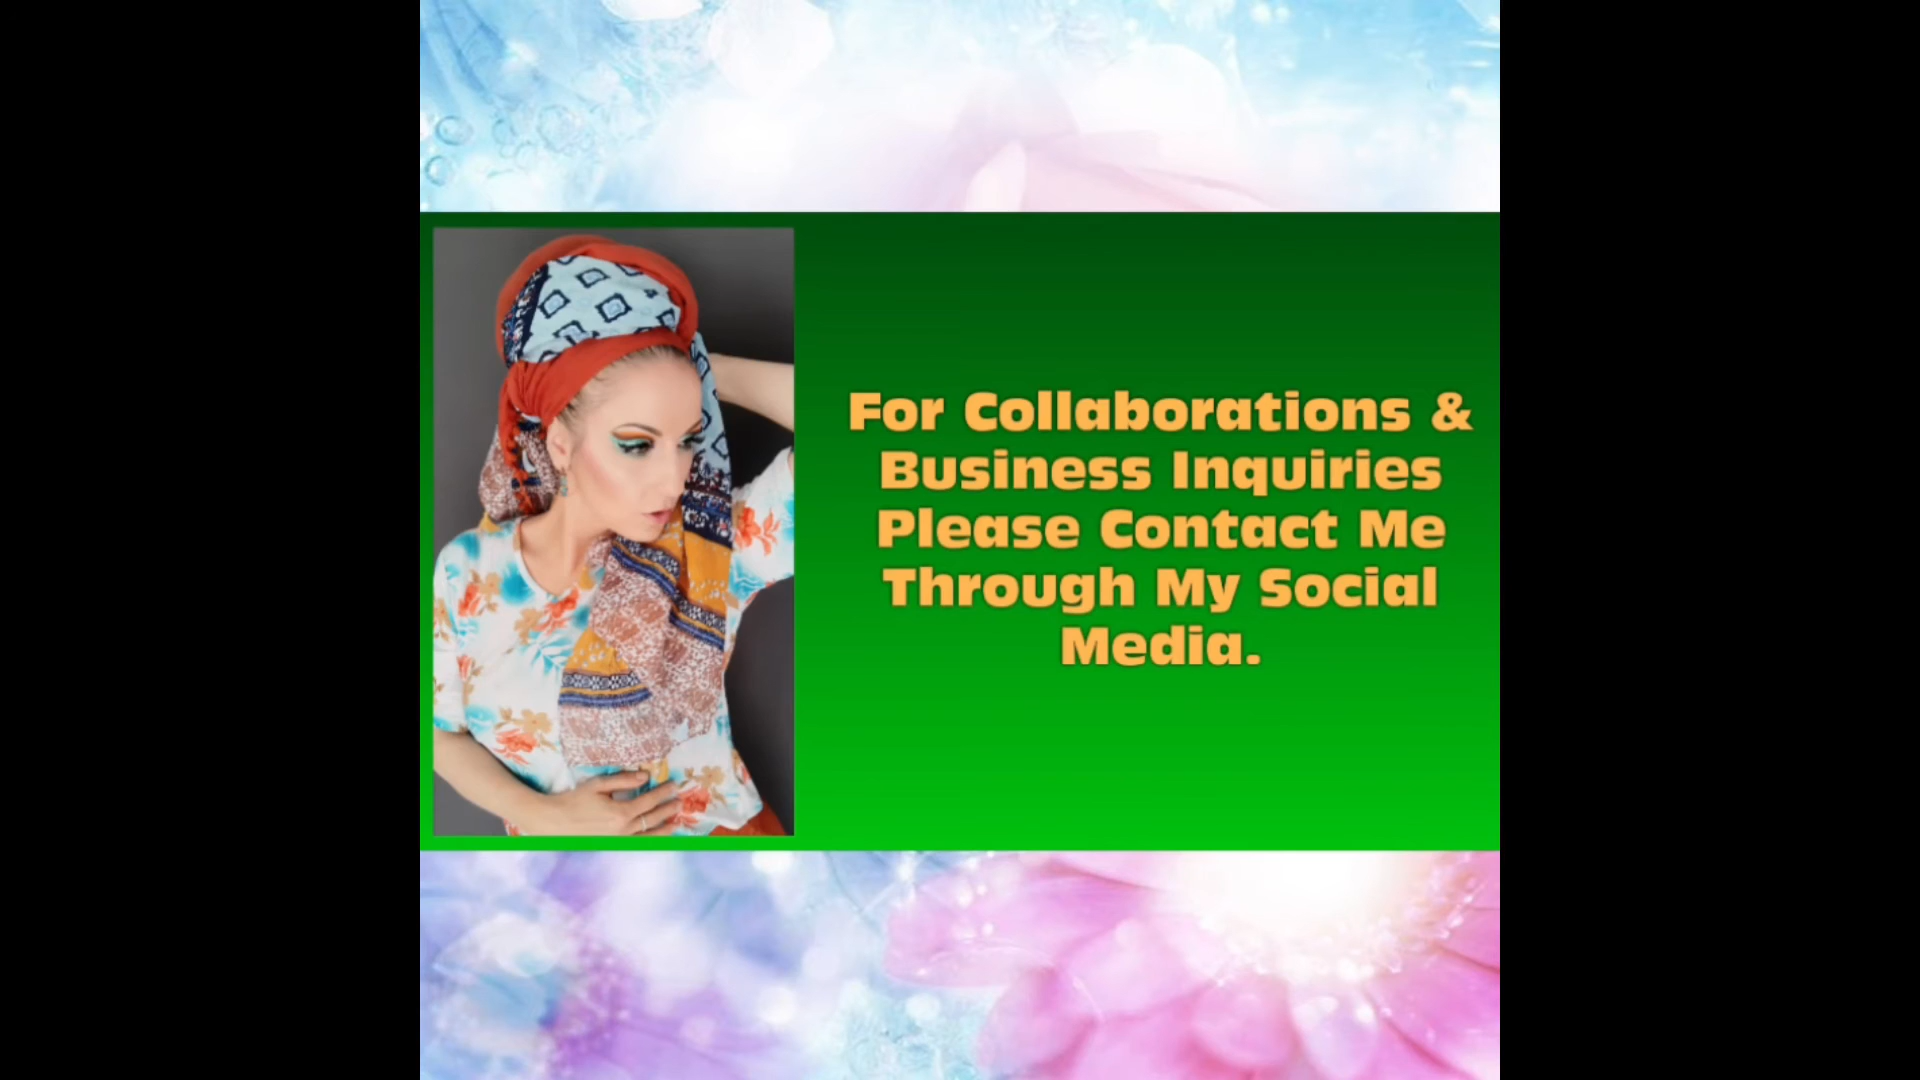 For Collaborations &
Business Inquiries
Please Contact Me
Through My Social
Media.